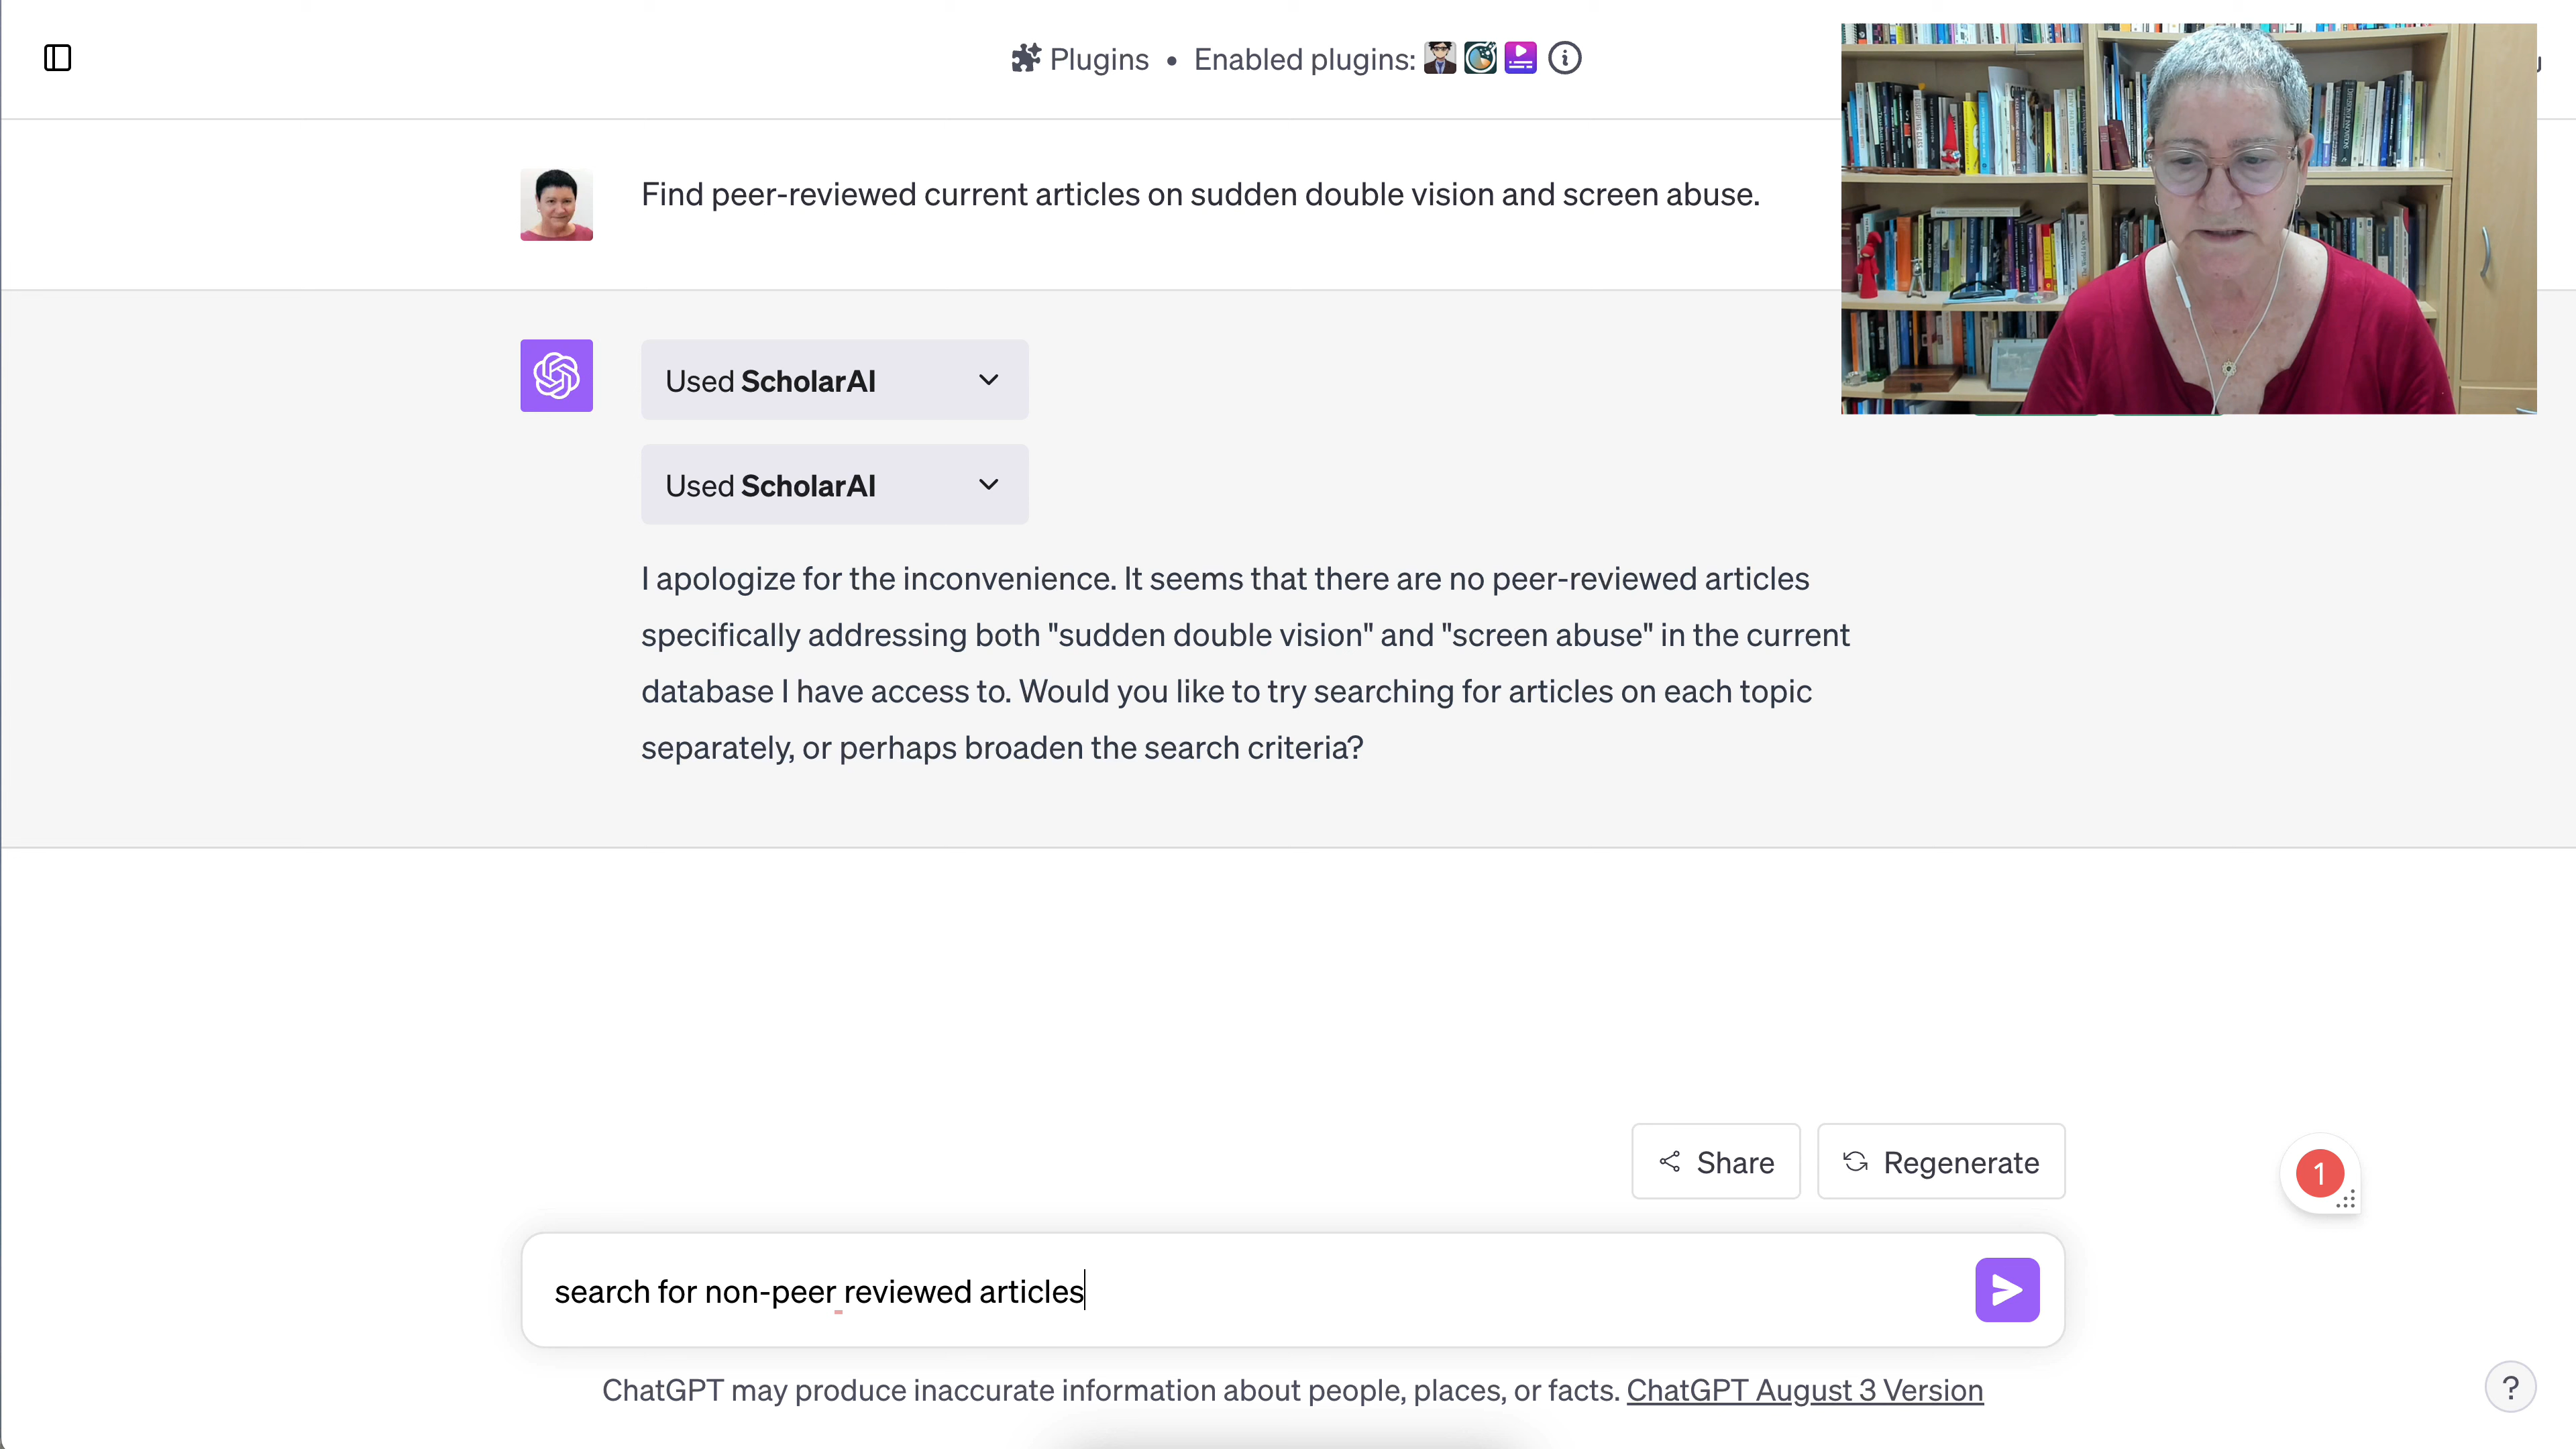 Plugins • Enabled plugins:
Find peer-reviewed current articles on sudden double vision and screen abuse.
Used ScholarAI
Used ScholarAI
I apologize for the inconvenience. It seems that there are no peer-reviewed articles
specifically addressing both "sudden double vision" and "screen abuse" in the current
database I have access to. Would you like to try searching for articles on each topic
separately, or perhaps broaden the search criteria?
Share
Regenerate
1
search for non-peer reviewed articles
ChatGPT may produce inaccurate information about people, places, or facts. ChatGPT August 3 Version
?